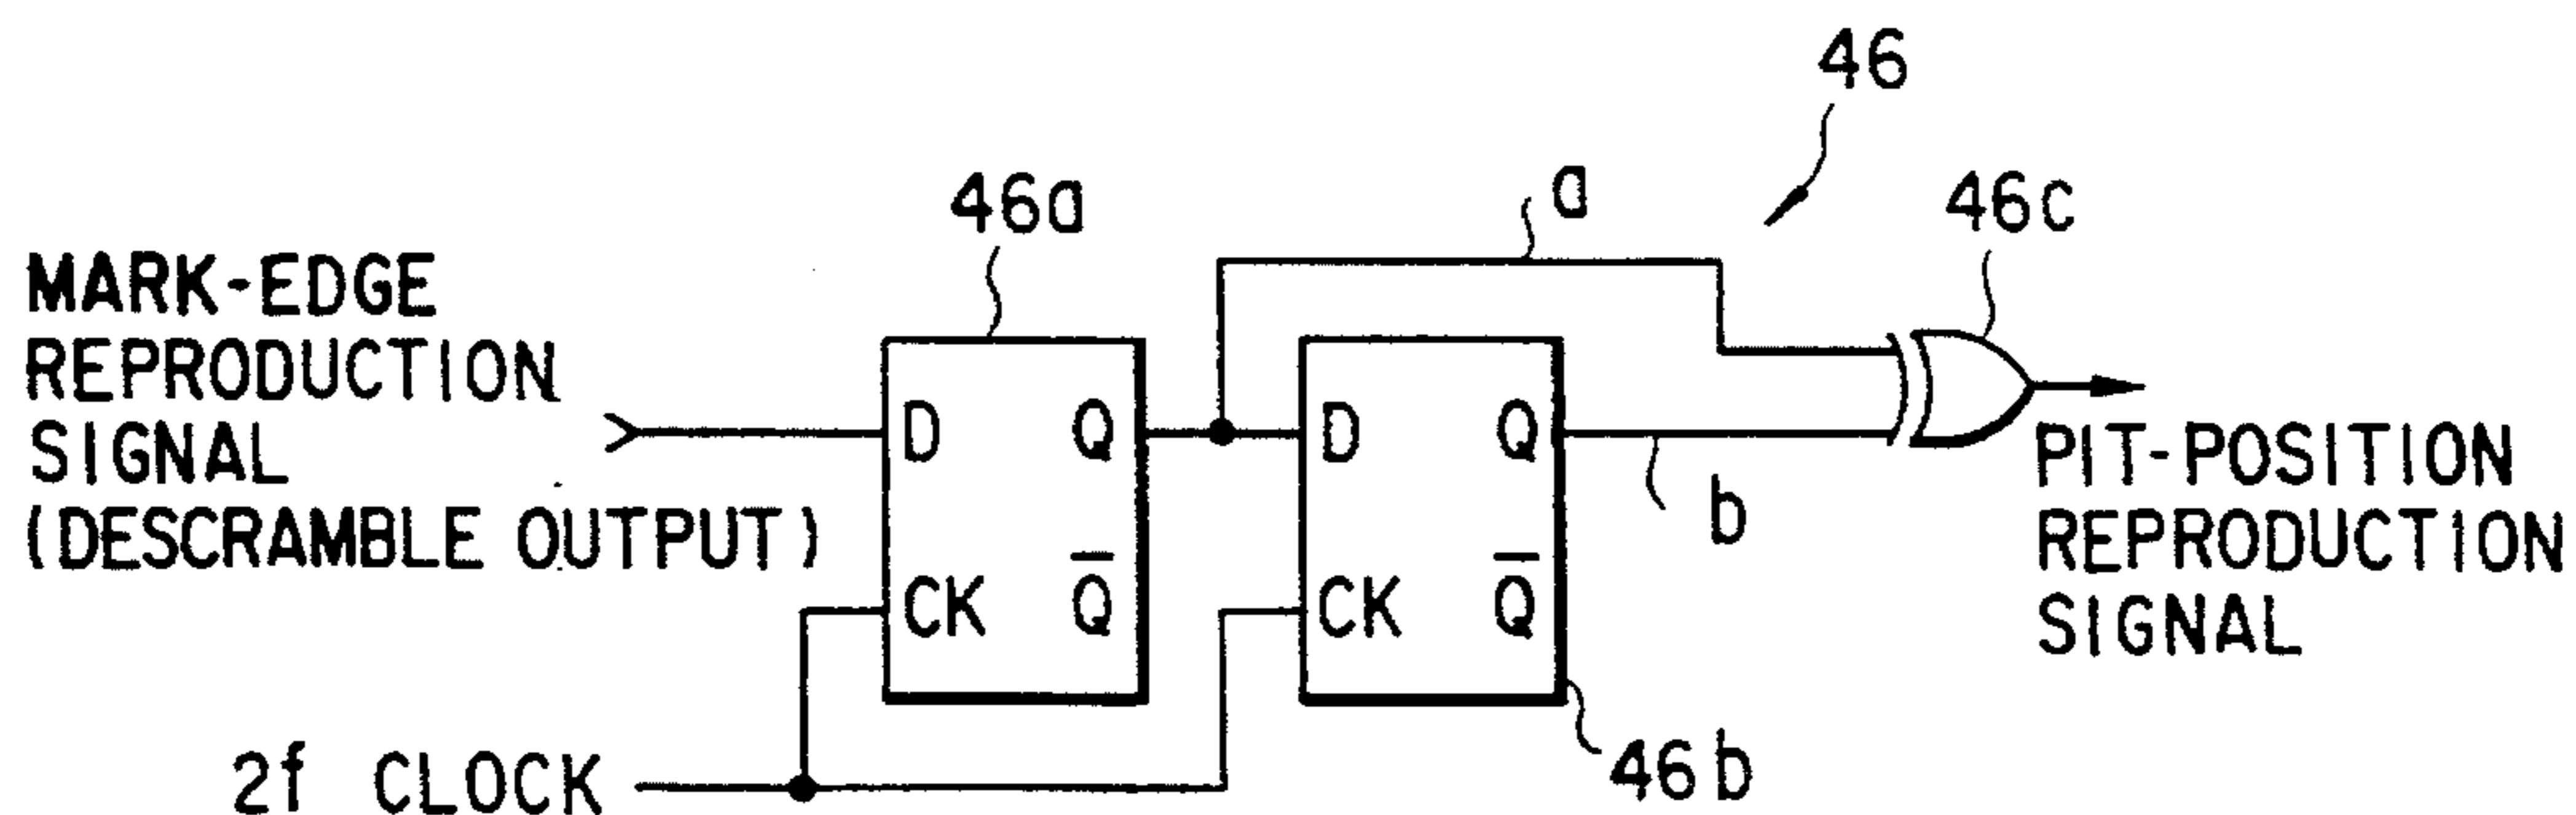 46
46a
a
46c
MARK-EDGE
REPRODUCTION
SIGNAL
(DESCRAMBLE OUTPUT)
D Q
CK Q̅
D Q
CK Q̅
b
PIT-POSITION
REPRODUCTION
SIGNAL
2f CLOCK
46b